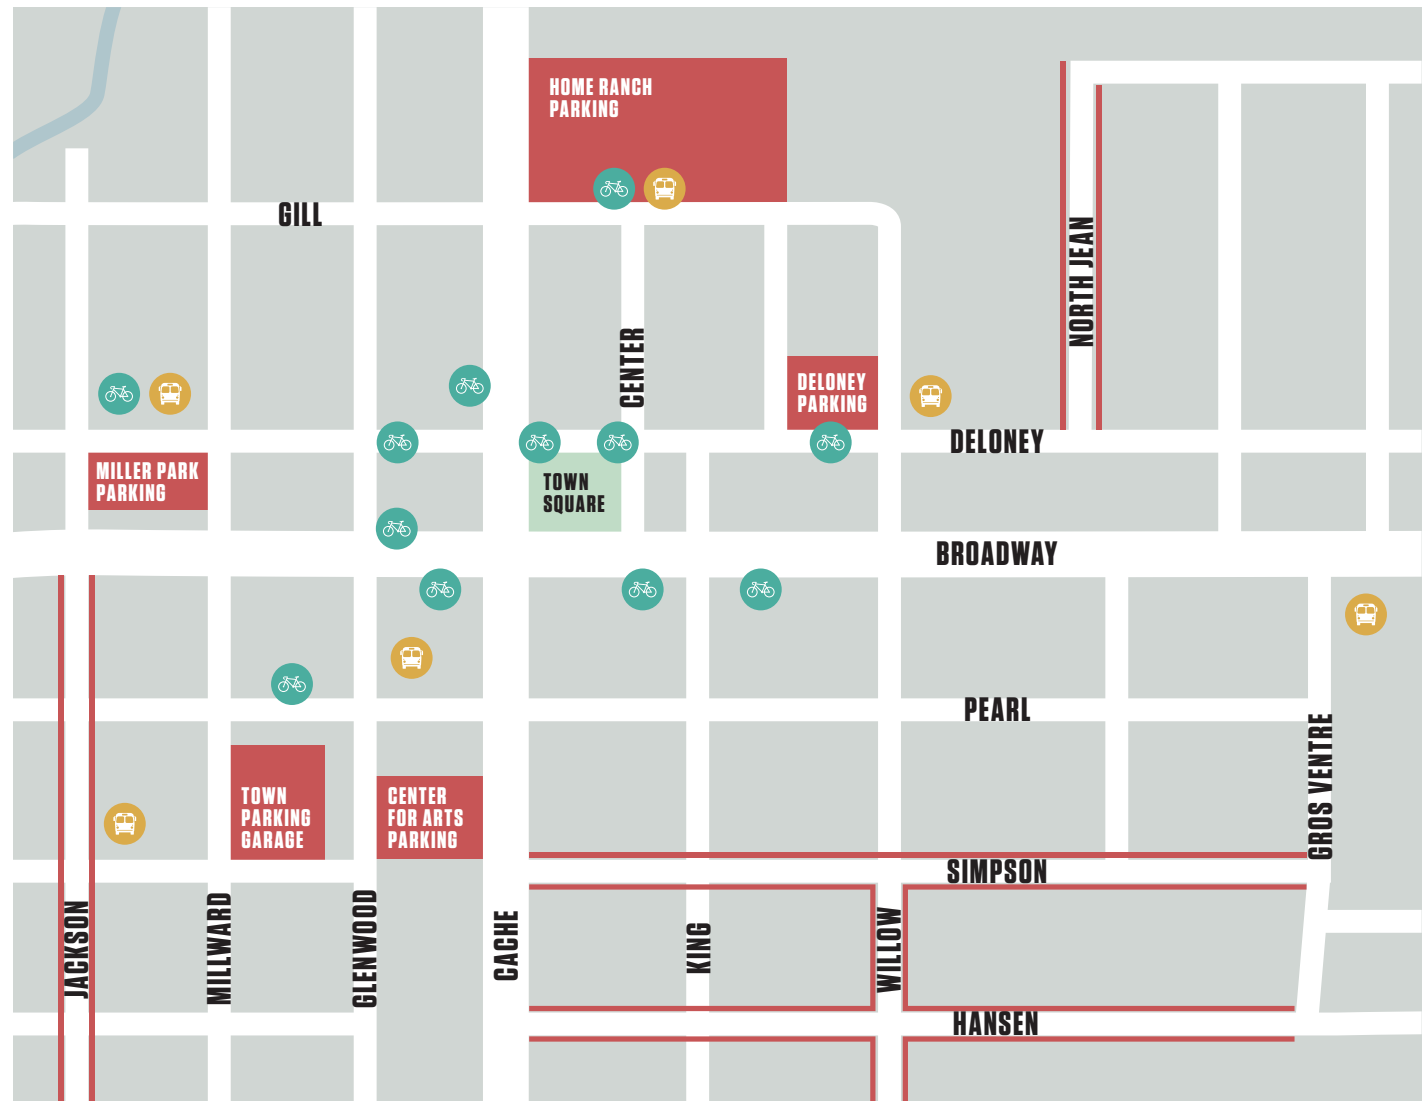 HOME RANCH
PARKING
GILL
NORTH JEAN
CENTER
DELONEY
PARKING
DELONEY
MILLER PARK
PARKING
TOWN
SQUARE
BROADWAY
PEARL
GROS VENTRE
TOWN
PARKING
GARAGE
CENTER
FOR ARTS
PARKING
SIMPSON
JACKSON
MILLWARD
GLENWOOD
CACHE
KING
WILLOW
HANSEN